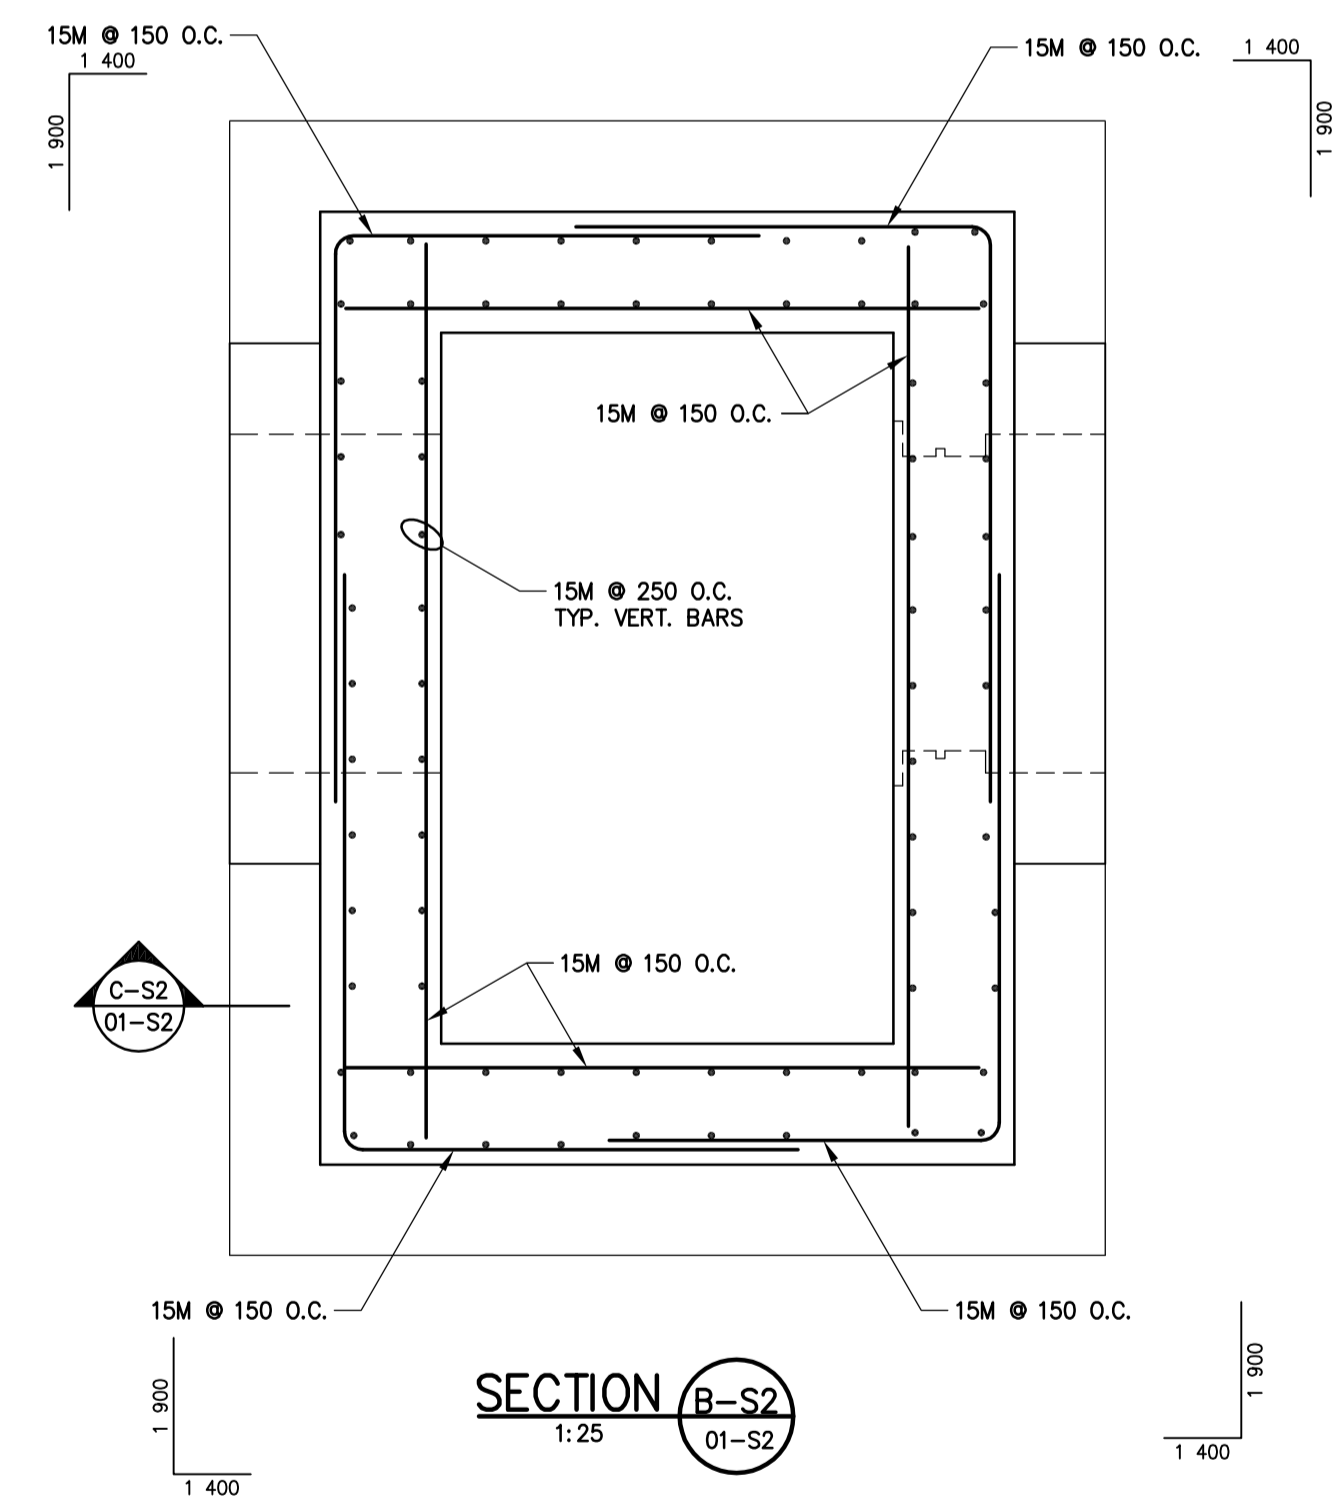 15M @ 150 O.C.
1 400
1 900
15M @ 150 O.C.
1 400
1 900
15M @ 150 O.C.
15M @ 250 O.C.
TYP. VERT. BARS
15M @ 150 O.C.
C-S2
01-S2
15M @ 150 O.C.
1 900
1 400
15M @ 150 O.C.
1 900
1 400
SECTION
1:25
B-S2
01-S2